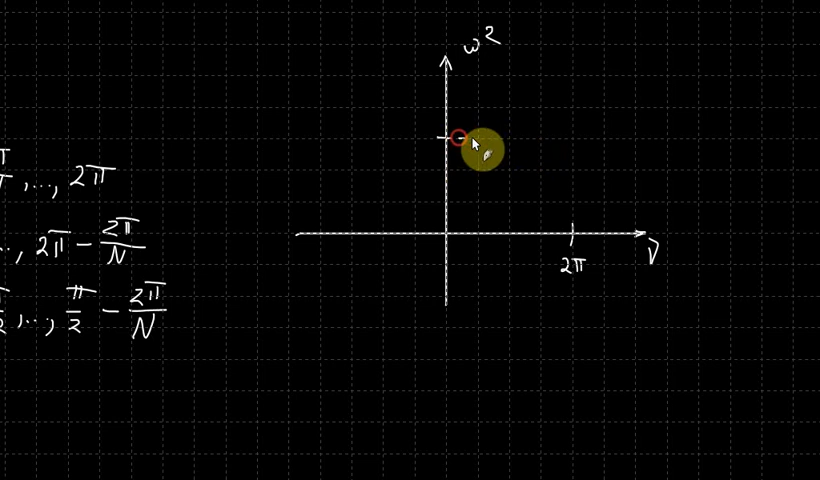 ω²
,..., 2π
.., 2π - 2π/N
,.., π/2 - 2π/N
2π
ν